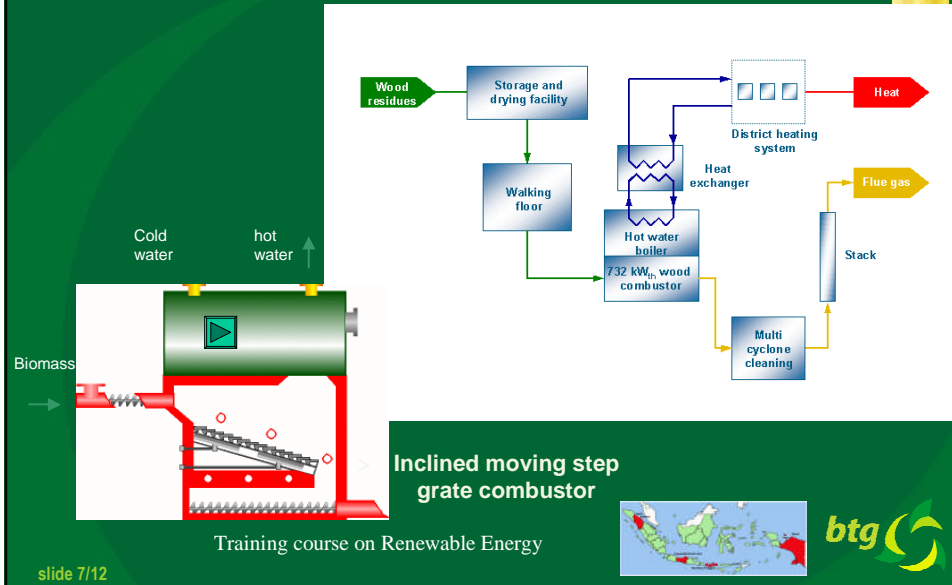 Wood
residues
Storage and
drying facility
Heat
District heating
system
Heat
exchanger
Walking
floor
Flue gas
Hot water
boiler
732 kWth wood
combustor
Stack
Multi
cyclone
cleaning
Cold
water
hot
water
Biomass
Inclined moving step
grate combustor
Training course on Renewable Energy
btg
slide 7/12